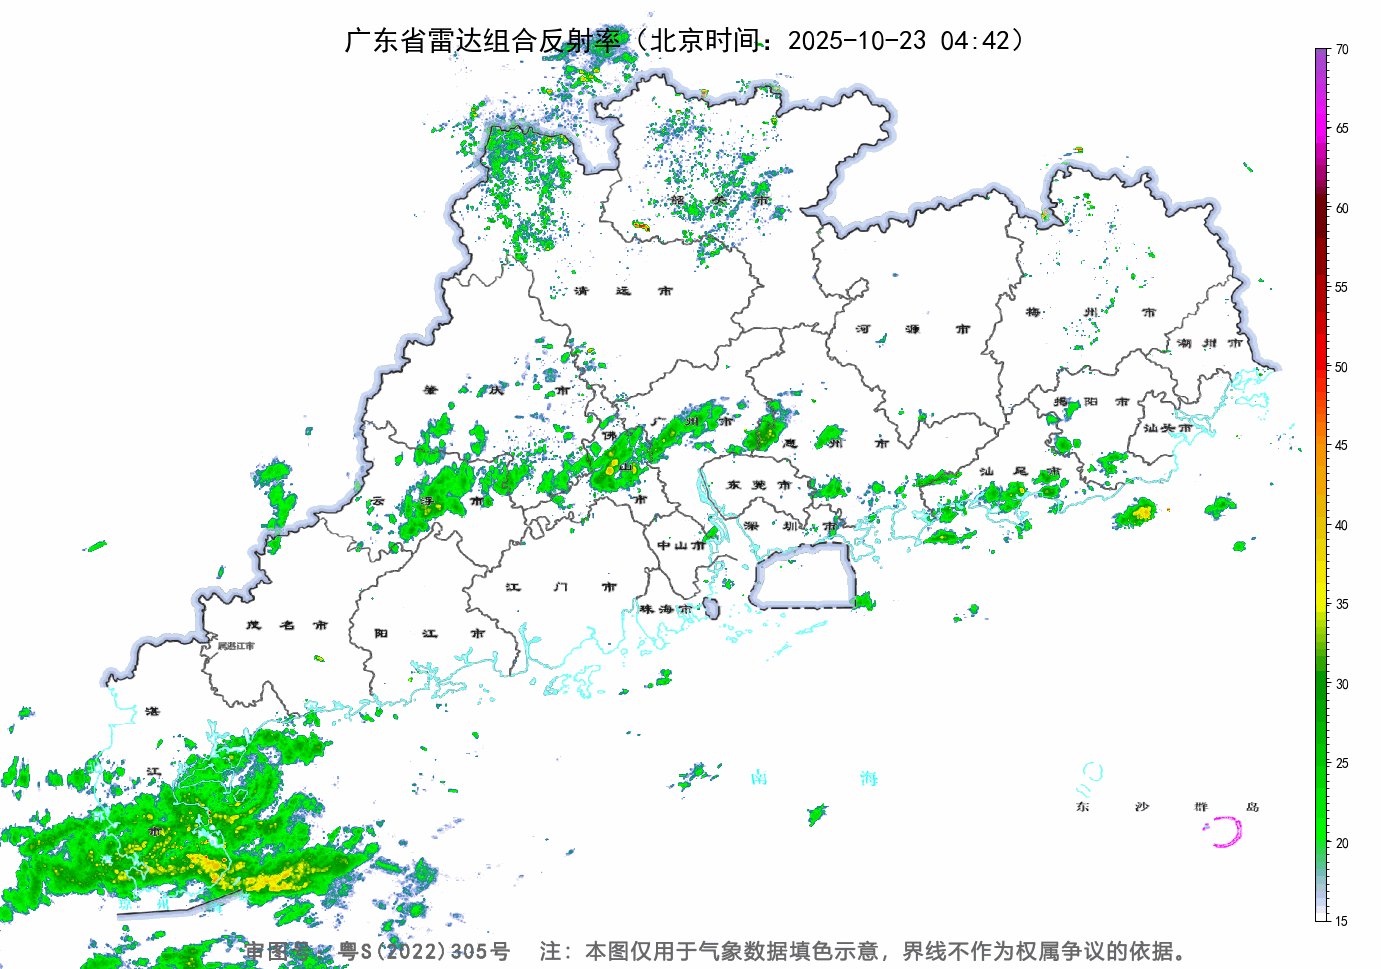 广东省雷达组合反射率（北京时间：2025-10-23 04:42）
70
65
60
55
50
45
40
35
30
25
20
15
韶关市
清远市
河源市
梅州市
潮州市
肇庆市
广州市
佛山市
惠州市
揭阳市
汕头市
云浮市
东莞市
汕尾市
深圳市
中山市
江门市
珠海市
茂名市
属湛江市
阳江市
湛江市
南海
东沙群岛
琼州
审图号：粤S(2022)305号 注：本图仅用于气象数据填色示意，界线不作为权属争议的依据。